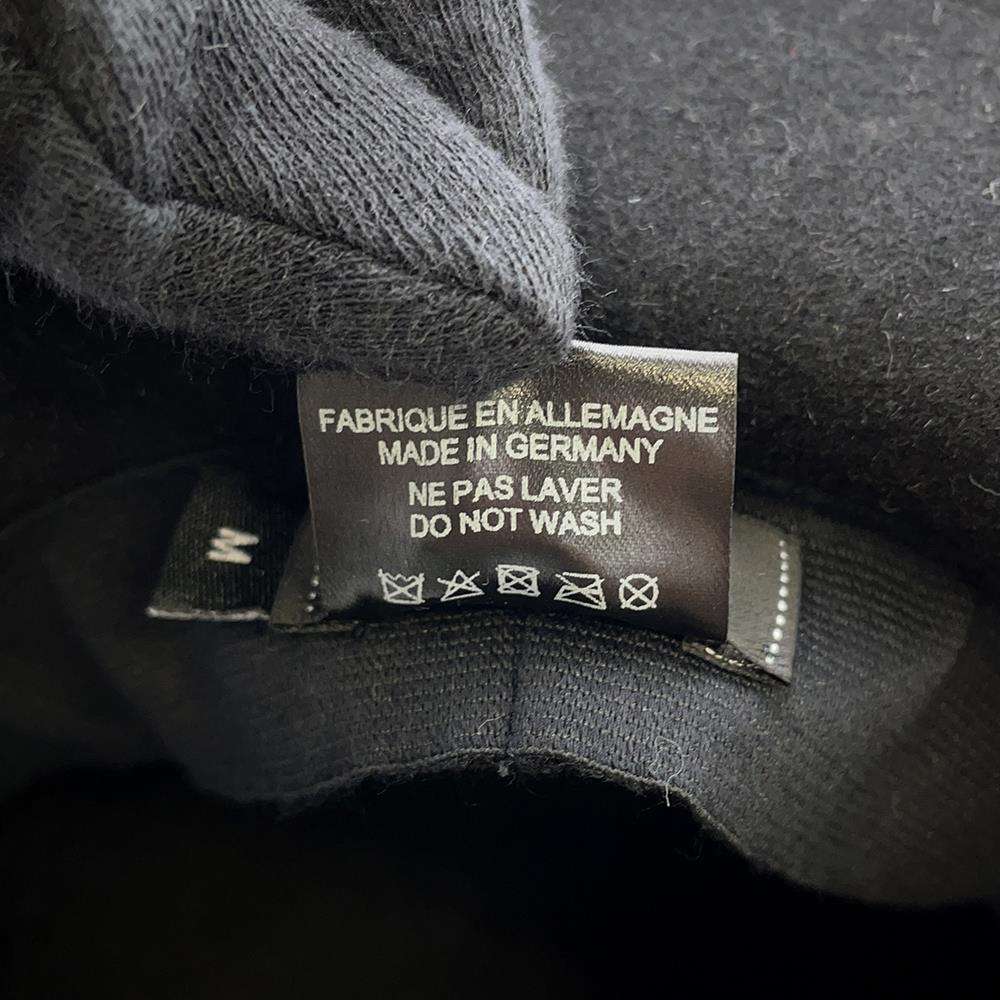 FABRIQUE EN ALLEMAGNE
MADE IN GERMANY
NE PAS LAVER
DO NOT WASH
M